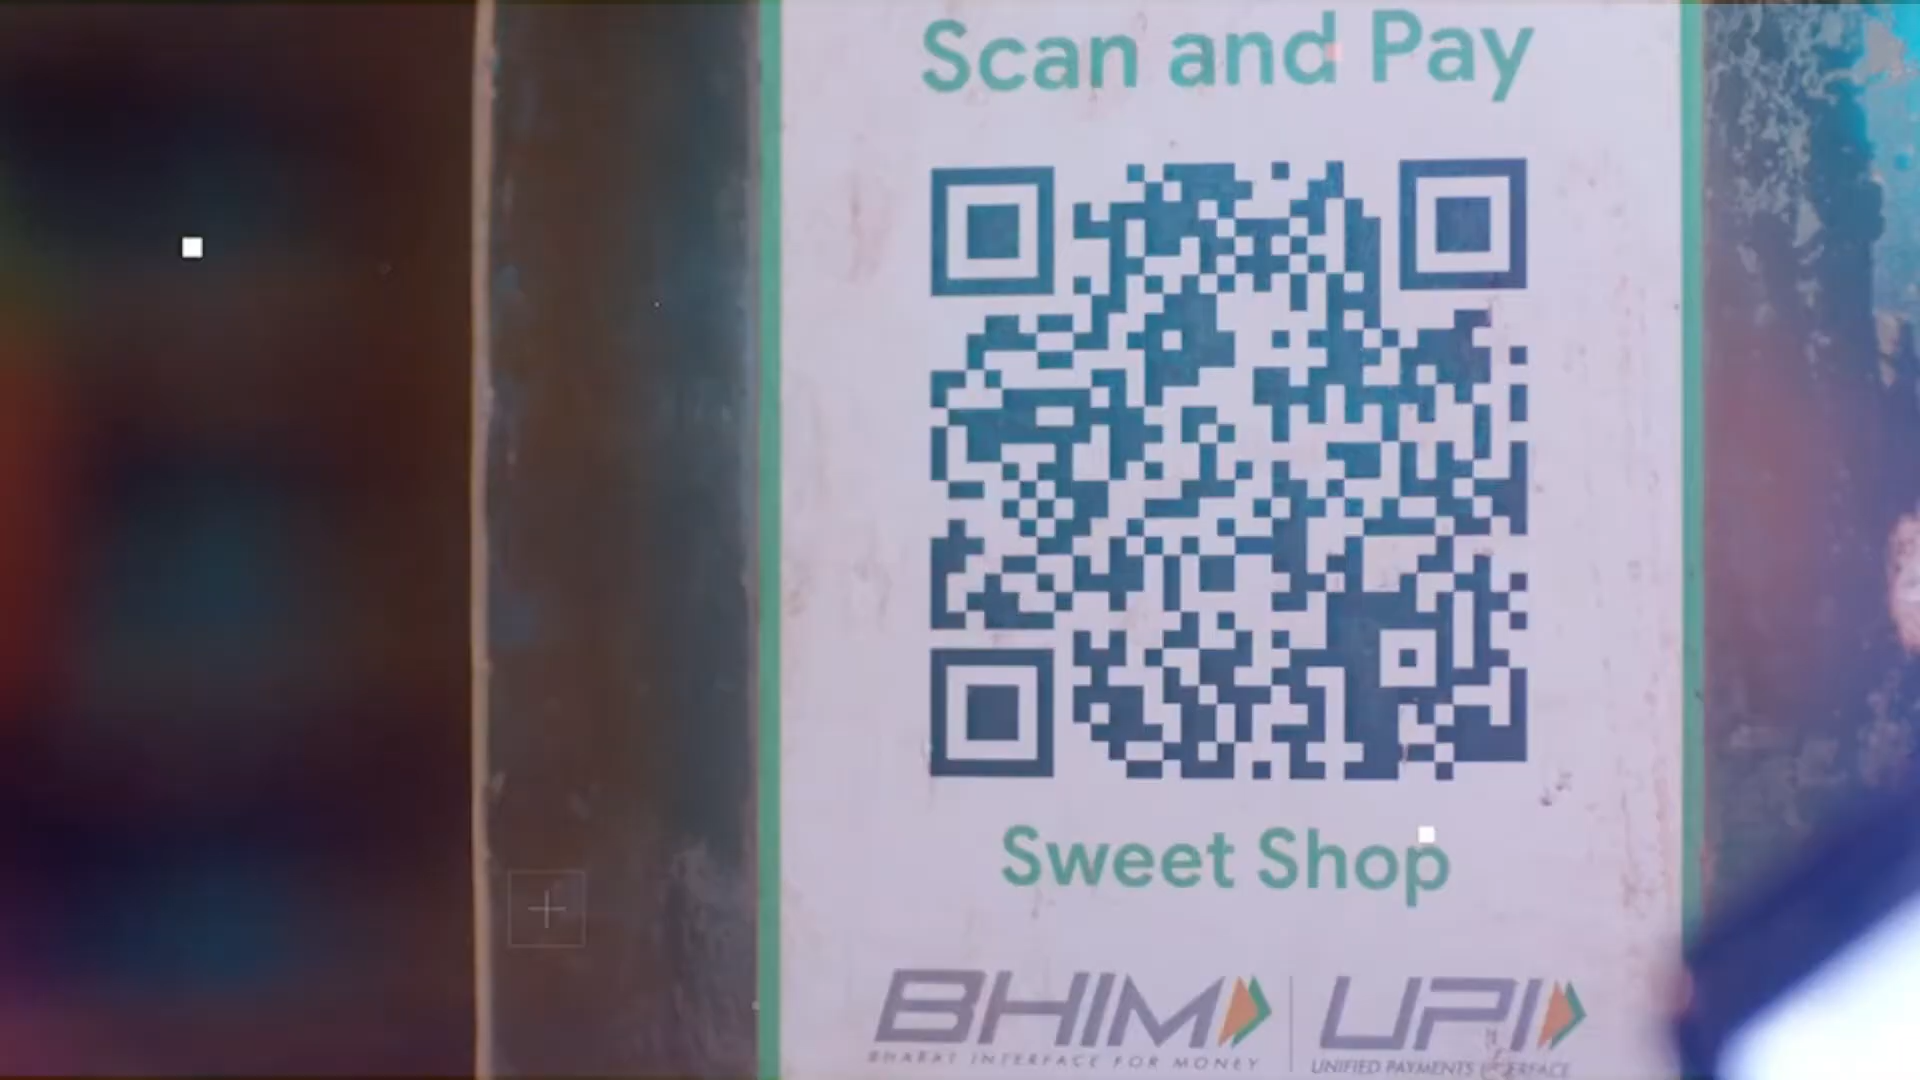 Scan and Pay
Sweet Shop
BHIM
BHARAT INTERFACE FOR MONEY
UPI
UNIFIED PAYMENTS INTERFACE